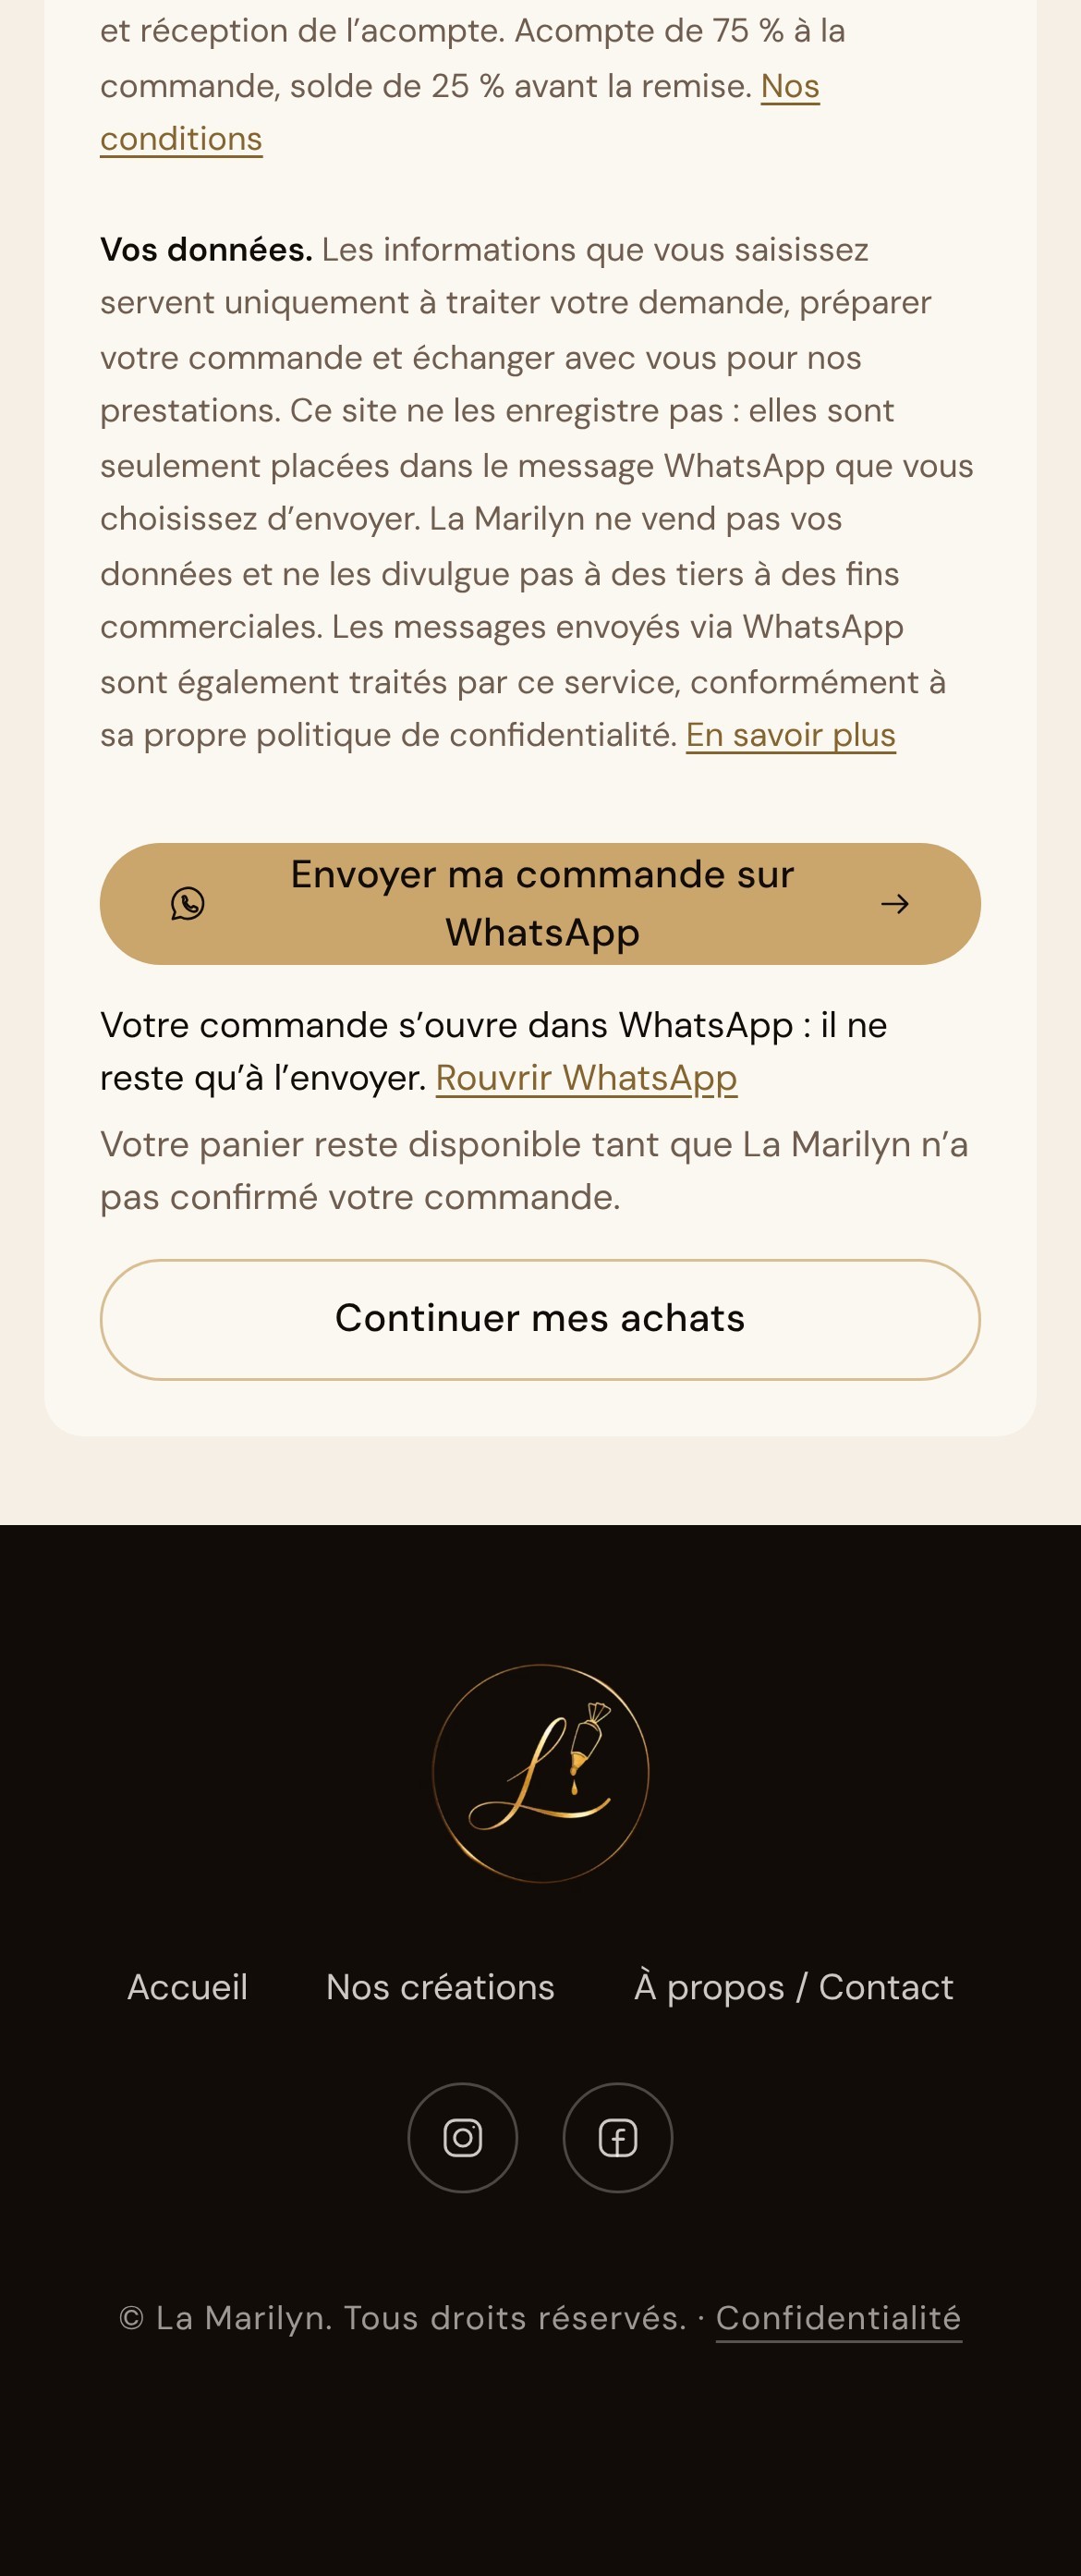 et réception de l’acompte. Acompte de 75 % à la
commande, solde de 25 % avant la remise. Nos
conditions
Vos données. Les informations que vous saisissez
servent uniquement à traiter votre demande, préparer
votre commande et échanger avec vous pour nos
prestations. Ce site ne les enregistre pas : elles sont
seulement placées dans le message WhatsApp que vous
choisissez d’envoyer. La Marilyn ne vend pas vos
données et ne les divulgue pas à des tiers à des fins
commerciales. Les messages envoyés via WhatsApp
sont également traités par ce service, conformément à
sa propre politique de confidentialité. En savoir plus
Envoyer ma commande sur
WhatsApp
Votre commande s’ouvre dans WhatsApp : il ne
reste qu’à l’envoyer. Rouvrir WhatsApp
Votre panier reste disponible tant que La Marilyn n’a
pas confirmé votre commande.
Continuer mes achats
L
Accueil Nos créations À propos / Contact
© La Marilyn. Tous droits réservés. · Confidentialité